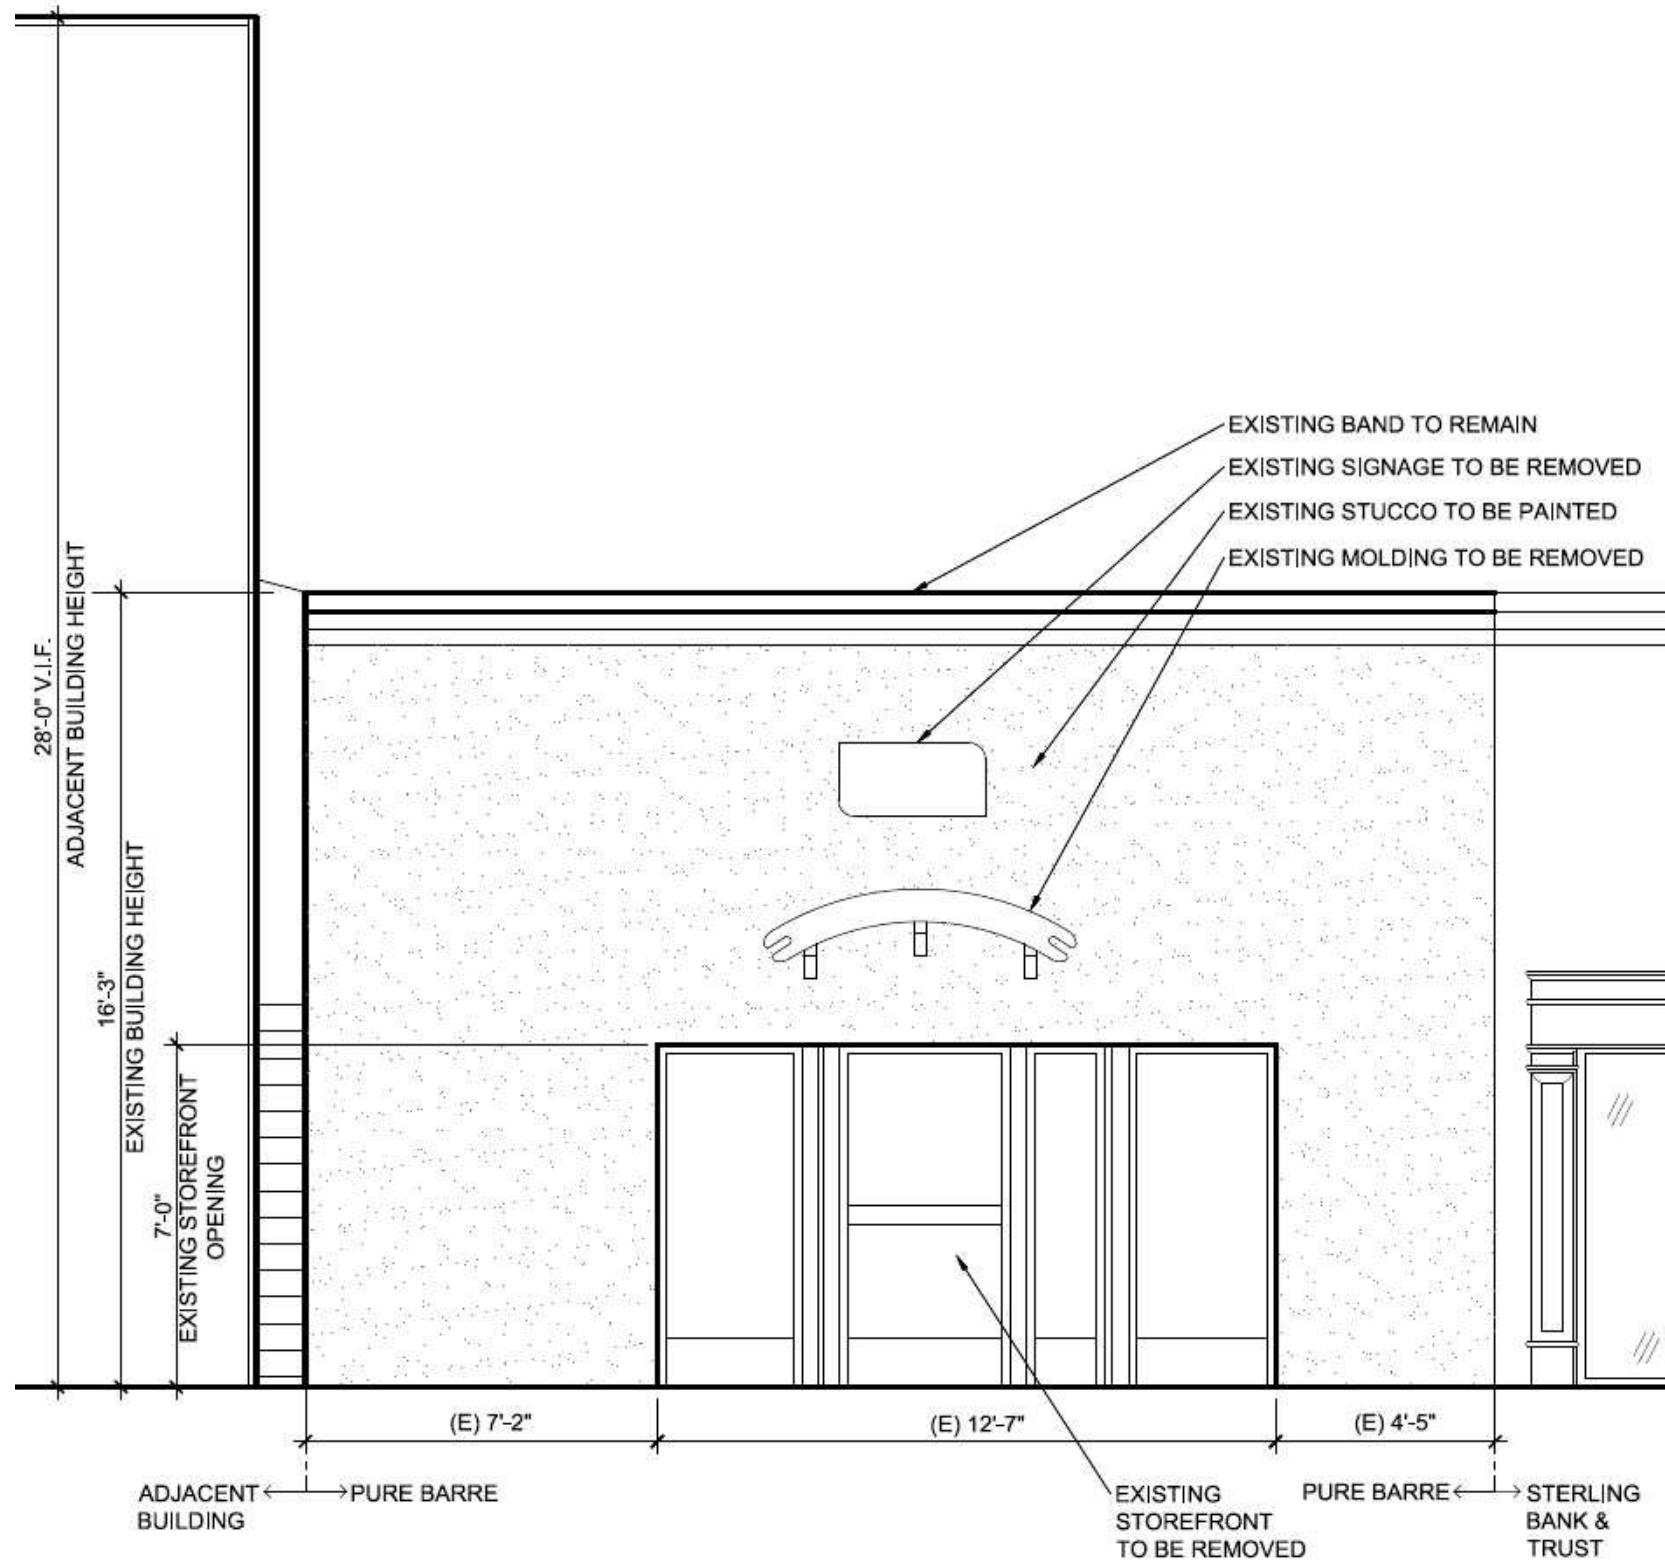 EXISTING BAND TO REMAIN
EXISTING SIGNAGE TO BE REMOVED
EXISTING STUCCO TO BE PAINTED
EXISTING MOLDING TO BE REMOVED
28'-0" V.I.F.
ADJACENT BUILDING HEIGHT
16'-3"
EXISTING BUILDING HEIGHT
7'-0"
EXISTING STOREFRONT
OPENING
(E) 7'-2"
(E) 12'-7"
(E) 4'-5"
ADJACENT
BUILDING
PURE BARRE
EXISTING
STOREFRONT
TO BE REMOVED
PURE BARRE
STERLING
BANK &
TRUST